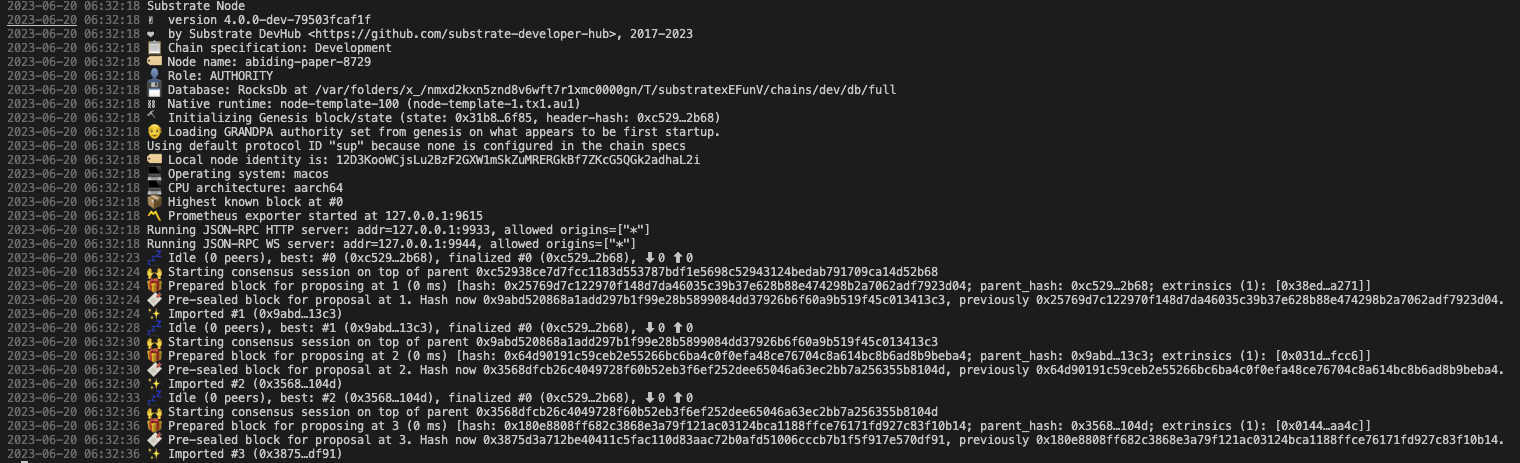 2023-06-20 06:32:18 Substrate Node
2023-06-20 06:32:18 ✌️ version 4.0.0-dev-79503fcaf1f
2023-06-20 06:32:18 ❤️ by Substrate DevHub <https://github.com/substrate-developer-hub>, 2017-2023
2023-06-20 06:32:18 📋 Chain specification: Development
2023-06-20 06:32:18 🏷 Node name: abiding-paper-8729
2023-06-20 06:32:18 👤 Role: AUTHORITY
2023-06-20 06:32:18 💾 Database: RocksDb at /var/folders/x_/nmxd2kxn5znd8v6wft7r1xmc0000gn/T/substratexEFunV/chains/dev/db/full
2023-06-20 06:32:18 ⛓ Native runtime: node-template-100 (node-template-1.tx1.au1)
2023-06-20 06:32:18 🔨 Initializing Genesis block/state (state: 0x31b8…6f85, header-hash: 0xc529…2b68)
2023-06-20 06:32:18 👴 Loading GRANDPA authority set from genesis on what appears to be first startup.
2023-06-20 06:32:18 Using default protocol ID "sup" because none is configured in the chain specs
2023-06-20 06:32:18 🏷 Local node identity is: 12D3KooWCjsLu2BzF2GXW1mSkZuMRERGkBf7ZKcG5QGk2adhaL2i
2023-06-20 06:32:18 💻 Operating system: macos
2023-06-20 06:32:18 💻 CPU architecture: aarch64
2023-06-20 06:32:18 📦 Highest known block at #0
2023-06-20 06:32:18 〽️ Prometheus exporter started at 127.0.0.1:9615
2023-06-20 06:32:18 Running JSON-RPC HTTP server: addr=127.0.0.1:9933, allowed origins=["*"]
2023-06-20 06:32:18 Running JSON-RPC WS server: addr=127.0.0.1:9944, allowed origins=["*"]
2023-06-20 06:32:23 💤 Idle (0 peers), best: #0 (0xc529…2b68), finalized #0 (0xc529…2b68), ⬇ 0 ⬆ 0
2023-06-20 06:32:24 🙌 Starting consensus session on top of parent 0xc52938ce7d7fcc1183d553787bdf1e5698c52943124bedab791709ca14d52b68
2023-06-20 06:32:24 🎁 Prepared block for proposing at 1 (0 ms) [hash: 0x25769d7c122970f148d7da46035c39b37e628b88e474298b2a7062adf7923d04; parent_hash: 0xc529…2b68; extrinsics (1): [0x38ed…a271]]
2023-06-20 06:32:24 🔖 Pre-sealed block for proposal at 1. Hash now 0x9abd520868a1add297b1f99e28b5899084dd37926b6f60a9b519f45c013413c3, previously 0x25769d7c122970f148d7da46035c39b37e628b88e474298b2a7062adf7923d04.
2023-06-20 06:32:24 ✨ Imported #1 (0x9abd…13c3)
2023-06-20 06:32:28 💤 Idle (0 peers), best: #1 (0x9abd…13c3), finalized #0 (0xc529…2b68), ⬇ 0 ⬆ 0
2023-06-20 06:32:30 🙌 Starting consensus session on top of parent 0x9abd520868a1add297b1f99e28b5899084dd37926b6f60a9b519f45c013413c3
2023-06-20 06:32:30 🎁 Prepared block for proposing at 2 (0 ms) [hash: 0x64d90191c59ceb2e55266bc6ba4c0f0efa48ce76704c8a614bc8b6ad8b9beba4; parent_hash: 0x9abd…13c3; extrinsics (1): [0x031d…fcc6]]
2023-06-20 06:32:30 🔖 Pre-sealed block for proposal at 2. Hash now 0x3568dfcb26c4049728f60b52eb3f6ef252dee65046a63ec2bb7a256355b8104d, previously 0x64d90191c59ceb2e55266bc6ba4c0f0efa48ce76704c8a614bc8b6ad8b9beba4.
2023-06-20 06:32:30 ✨ Imported #2 (0x3568…104d)
2023-06-20 06:32:33 💤 Idle (0 peers), best: #2 (0x3568…104d), finalized #0 (0xc529…2b68), ⬇ 0 ⬆ 0
2023-06-20 06:32:36 🙌 Starting consensus session on top of parent 0x3568dfcb26c4049728f60b52eb3f6ef252dee65046a63ec2bb7a256355b8104d
2023-06-20 06:32:36 🎁 Prepared block for proposing at 3 (0 ms) [hash: 0x180e8808ff682c3868e3a79f121ac03124bca1188ffce76171fd927c83f10b14; parent_hash: 0x3568…104d; extrinsics (1): [0x0144…aa4c]]
2023-06-20 06:32:36 🔖 Pre-sealed block for proposal at 3. Hash now 0x3875d3a712be40411c5fac110d83aac72b0afd51006cccb7b1f5f917e570df91, previously 0x180e8808ff682c3868e3a79f121ac03124bca1188ffce76171fd927c83f10b14.
2023-06-20 06:32:36 ✨ Imported #3 (0x3875…df91)